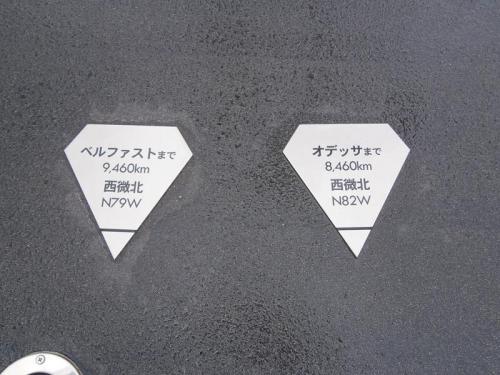 ベルファストまで
9,460km
西微北
N79W
オデッサまで
8,460km
西微北
N82W